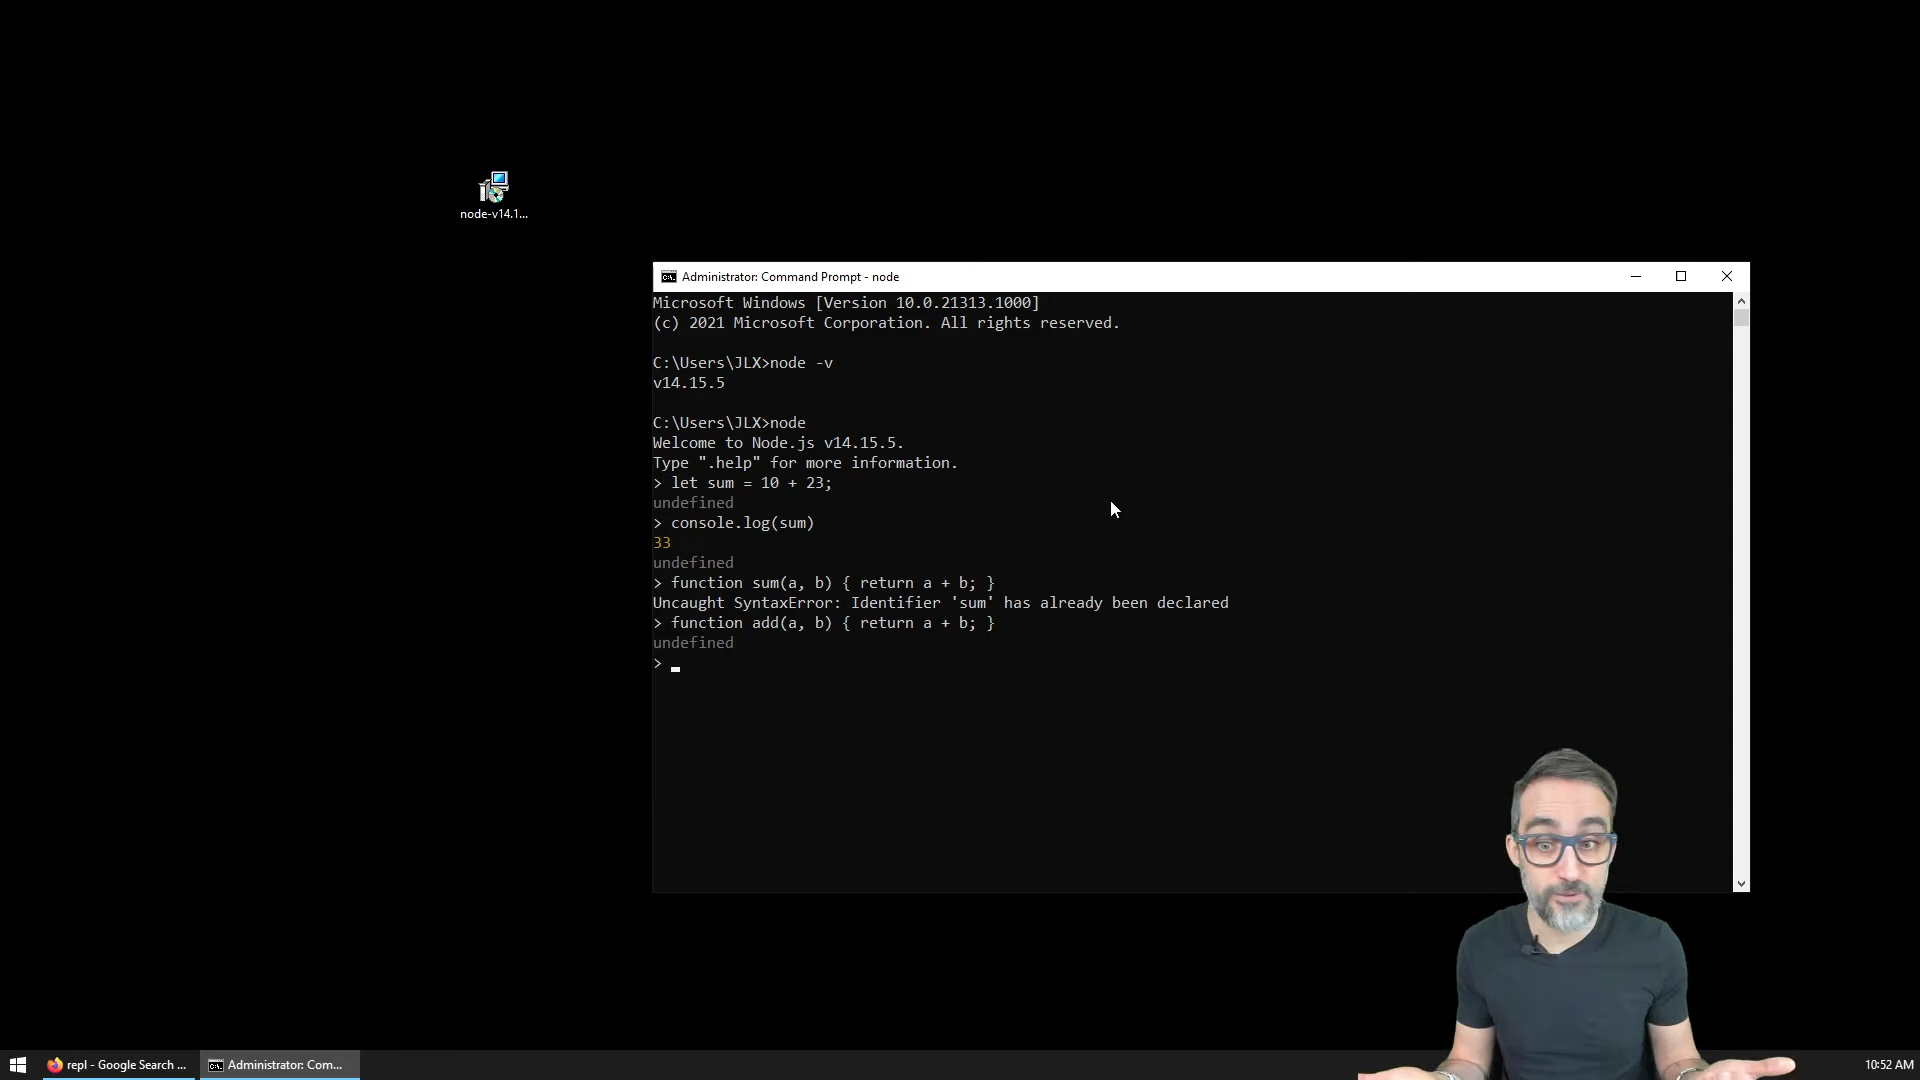 node-v14.1...
Administrator: Command Prompt - node
Microsoft Windows [Version 10.0.21313.1000]
(c) 2021 Microsoft Corporation. All rights reserved.
C:\Users\JLX>node -v
v14.15.5
C:\Users\JLX>node
Welcome to Node.js v14.15.5.
Type ".help" for more information.
> let sum = 10 + 23;
undefined
> console.log(sum)
33
undefined
> function sum(a, b) { return a + b; }
Uncaught SyntaxError: Identifier 'sum' has already been declared
> function add(a, b) { return a + b; }
undefined
>
repl - Google Search ...
Administrator: Com...
10:52 AM